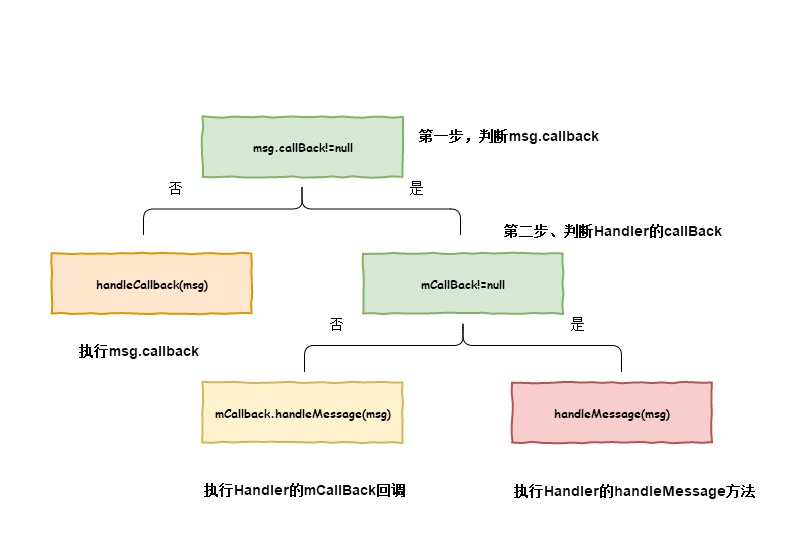 msg.callBack!=null
第一步，判断msg.callback
否
是
第二步、判断Handler的callBack
handleCallback(msg)
mCallBack!=null
否
是
执行msg.callback
mCallback.handleMessage(msg)
handleMessage(msg)
执行Handler的mCallBack回调
执行Handler的handleMessage方法